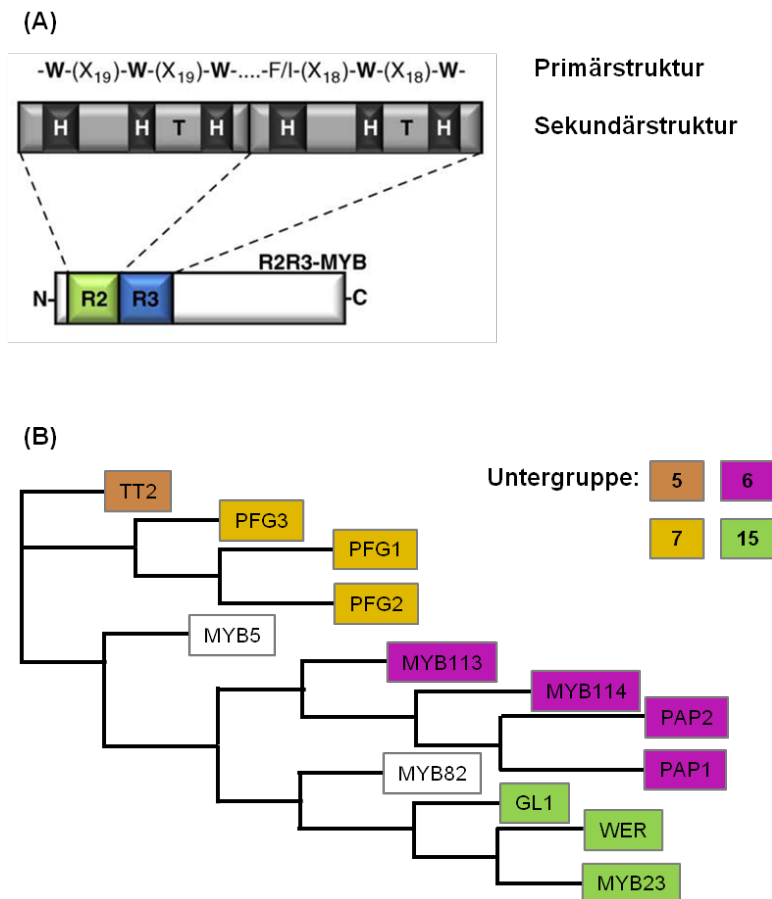 (A)
-W-(X19)-W-(X19)-W-....-F/I-(X18)-W-(X18)-W-
Primärstruktur
H H T H H H T H
Sekundärstruktur
R2R3-MYB
N- R2 R3 -C
(B)
Untergruppe: 5 6
7 15
TT2
PFG3
PFG1
PFG2
MYB5
MYB113
MYB114
PAP2
PAP1
MYB82
GL1
WER
MYB23